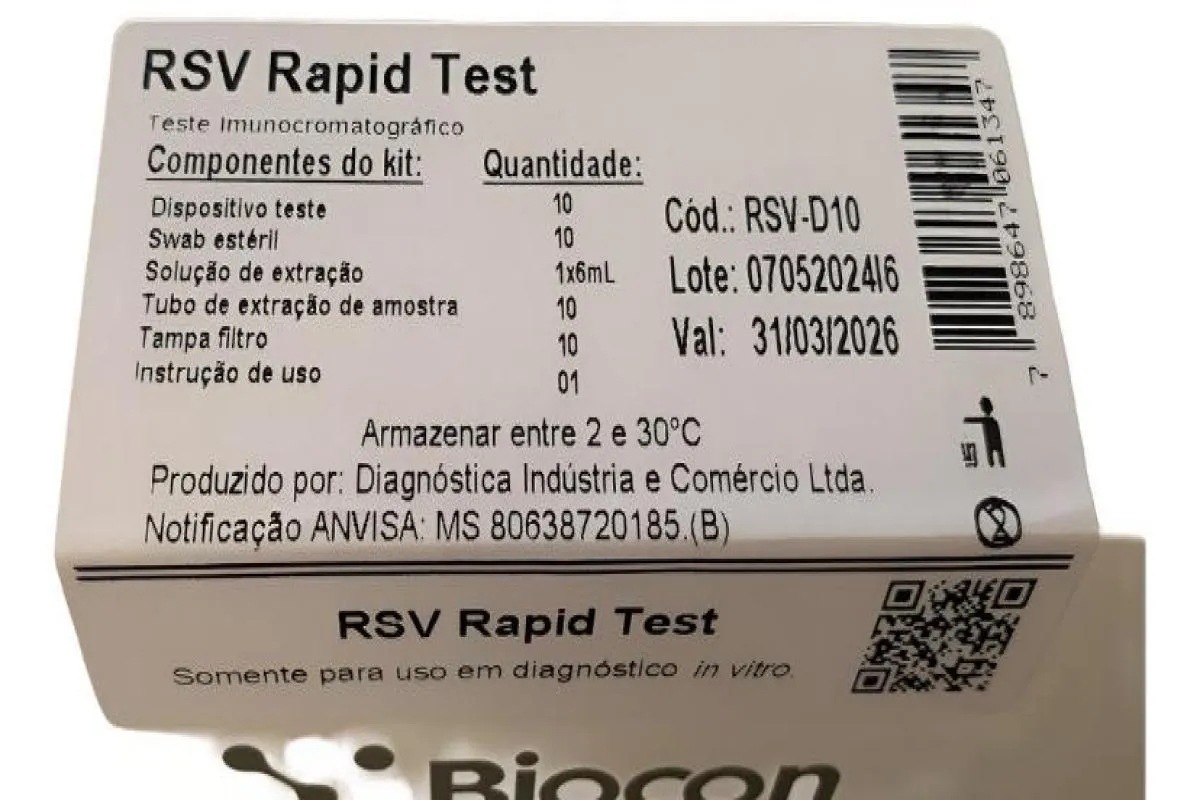 RSV Rapid Test
Teste Imunocromatográfico
Componentes do kit: Quantidade:
Dispositivo teste 10
Swab estéril 10
Solução de extração 1x6mL
Tubo de extração de amostra 10
Tampa filtro 10
Instrução de uso 01
Cód.: RSV-D10
Lote: 07052024I6
Val: 31/03/2026
7 898647 061347
Armazenar entre 2 e 30ºC
Produzido por: Diagnóstica Indústria e Comércio Ltda.
Notificação ANVISA: MS 80638720185.(B)
RSV Rapid Test
Somente para uso em diagnóstico in vitro.
Biocon